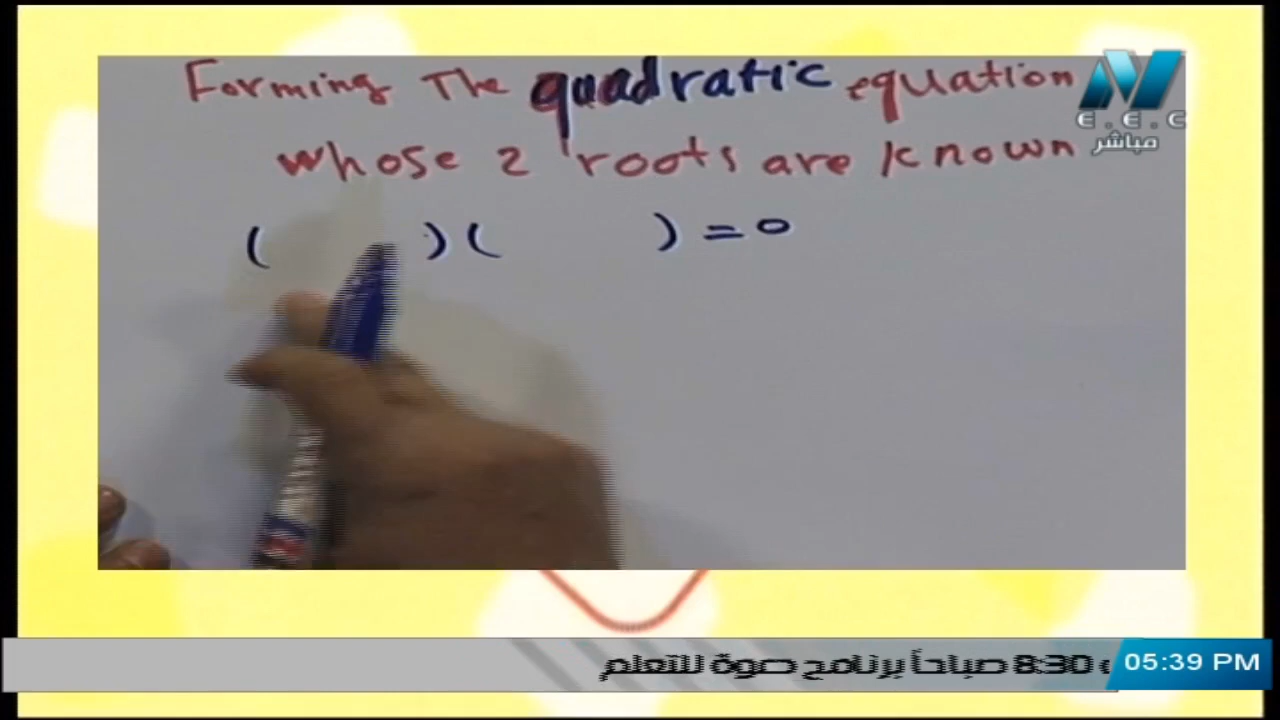 Forming The quadratic equation
whose 2 roots are known
( ) ( ) = 0
E.E.C
مباشر
8:30 صباحاً برنامج صوة للتعلم
05:39 PM